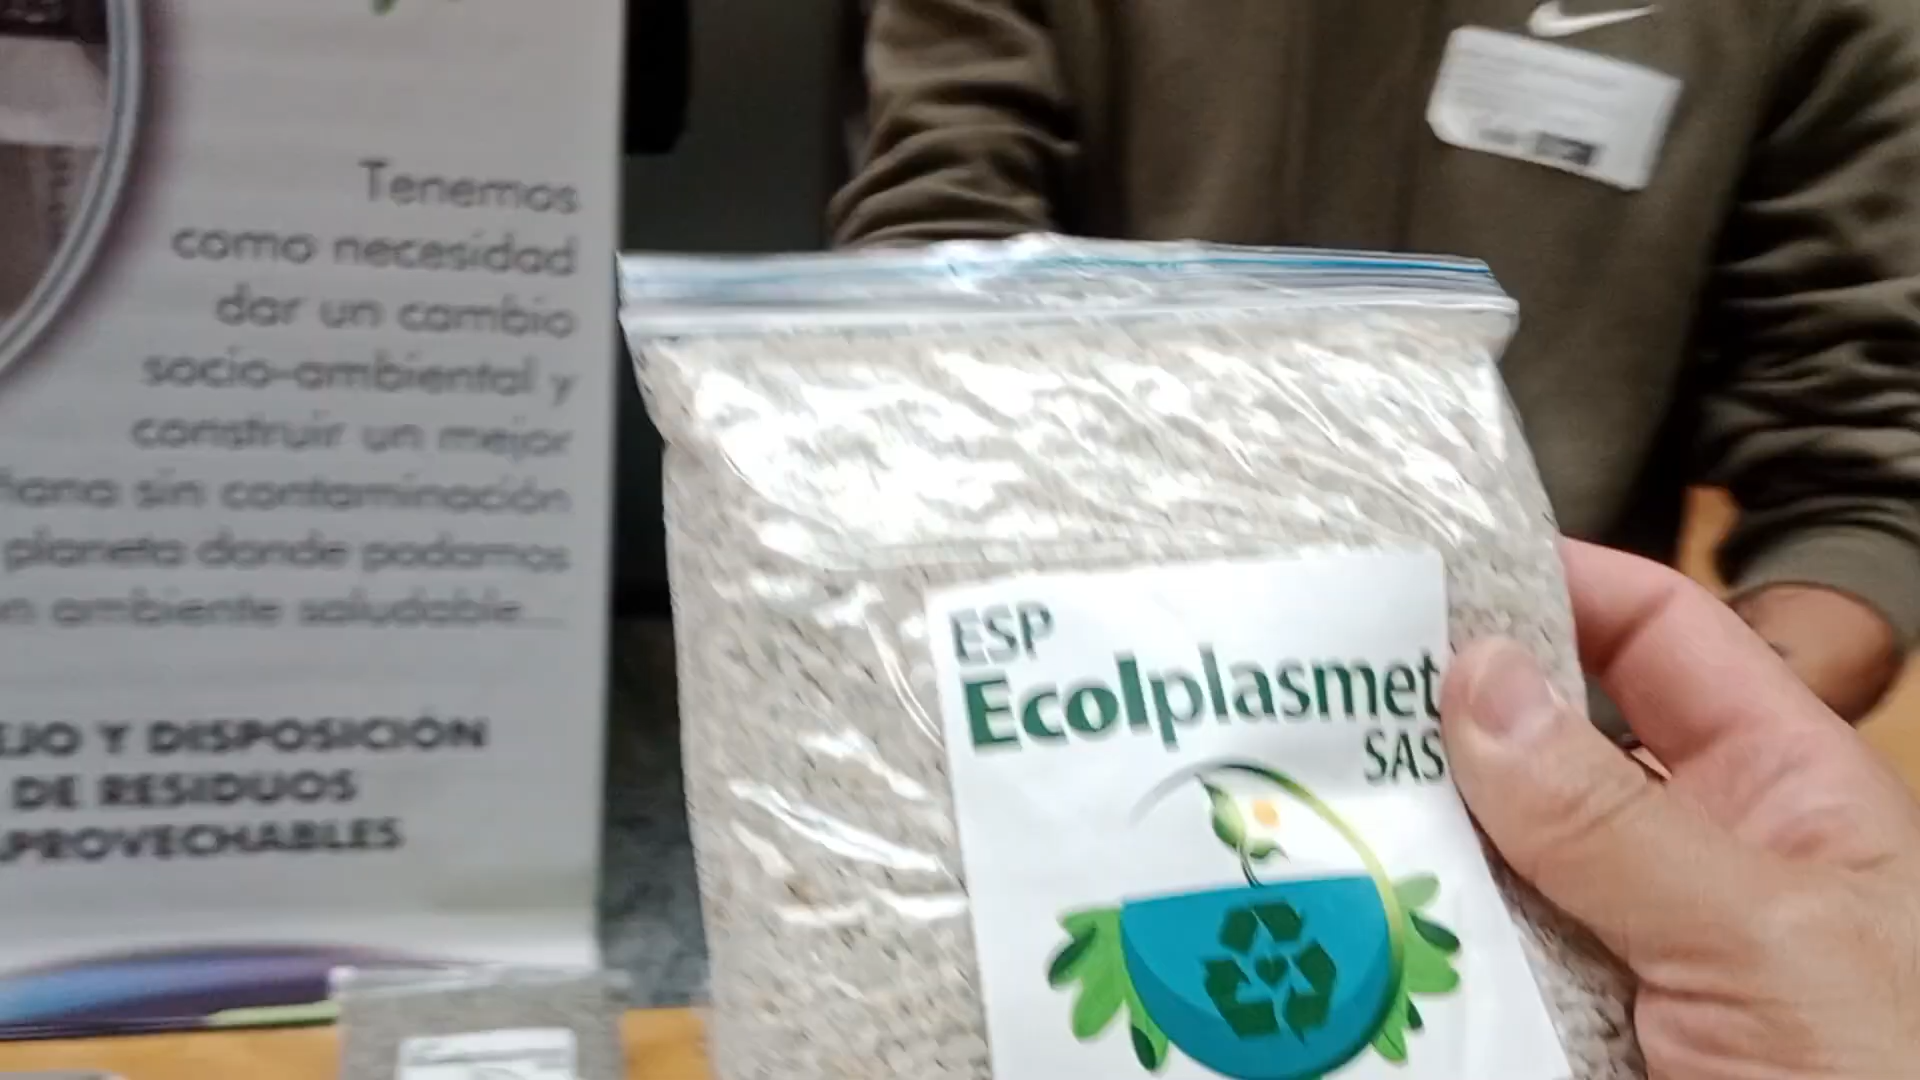 Tenemos
como necesidad
dar un cambio
socio-ambiental y
construir un mejor
sin contaminación
planeta donde podamos
ambiente saludable...
Y DISPOSICIÓN
DE RESIDUOS
ESP
Ecolplasmet
SAS